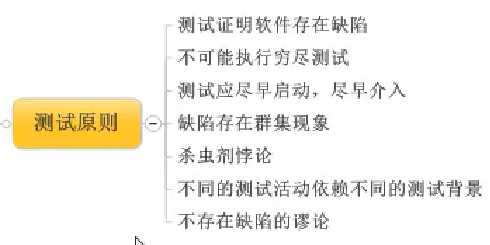 测试证明软件存在缺陷
不可能执行穷尽测试
测试应尽早启动，尽早介入
测试原则
缺陷存在群集现象
杀虫剂悖论
不同的测试活动依赖不同的测试背景
不存在缺陷的谬论